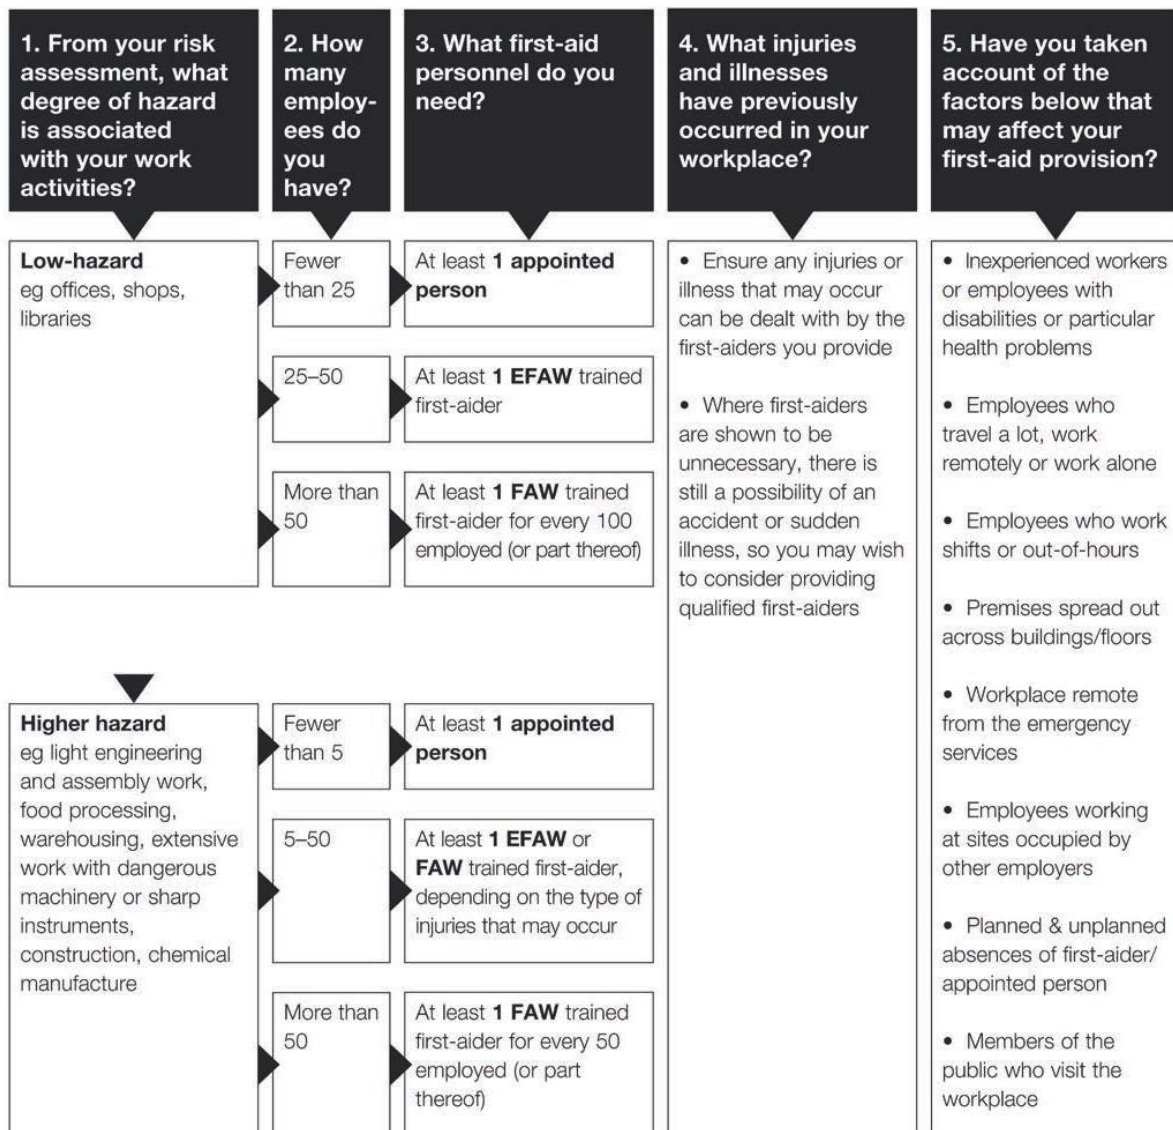 1. From your risk
assessment, what
degree of hazard
is associated
with your work
activities?
2. How
many
employ-
ees do
you
have?
3. What first-aid
personnel do you
need?
4. What injuries
and illnesses
have previously
occurred in your
workplace?
5. Have you taken
account of the
factors below that
may affect your
first-aid provision?
Low-hazard
eg offices, shops,
libraries
Fewer
than 25
At least 1 appointed
person
25–50
At least 1 EFAW trained
first-aider
More than
50
At least 1 FAW trained
first-aider for every 100
employed (or part thereof)
Higher hazard
eg light engineering
and assembly work,
food processing,
warehousing, extensive
work with dangerous
machinery or sharp
instruments,
construction, chemical
manufacture
Fewer
than 5
At least 1 appointed
person
5–50
At least 1 EFAW or
FAW trained first-aider,
depending on the type of
injuries that may occur
More than
50
At least 1 FAW trained
first-aider for every 50
employed (or part
thereof)
• Ensure any injuries or
illness that may occur
can be dealt with by the
first-aiders you provide
• Where first-aiders
are shown to be
unnecessary, there is
still a possibility of an
accident or sudden
illness, so you may wish
to consider providing
qualified first-aiders
• Inexperienced workers
or employees with
disabilities or particular
health problems
• Employees who
travel a lot, work
remotely or work alone
• Employees who work
shifts or out-of-hours
• Premises spread out
across buildings/floors
• Workplace remote
from the emergency
services
• Employees working
at sites occupied by
other employers
• Planned & unplanned
absences of first-aider/
appointed person
• Members of the
public who visit the
workplace